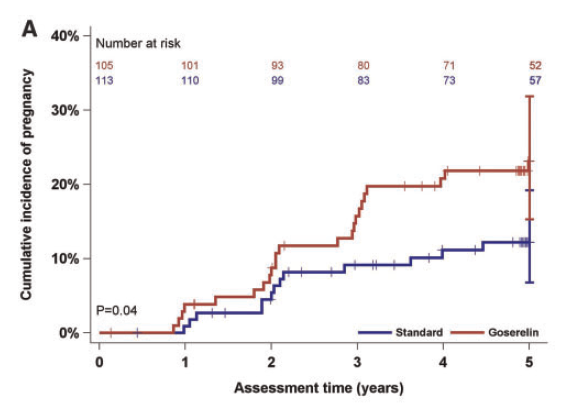 A
40%
Number at risk
105 101 93 80 71 52
113 110 99 83 73 57
30%
20%
10%
P=0.04
0%
Standard Goserelin
0 1 2 3 4 5
Assessment time (years)
Cumulative incidence of pregnancy